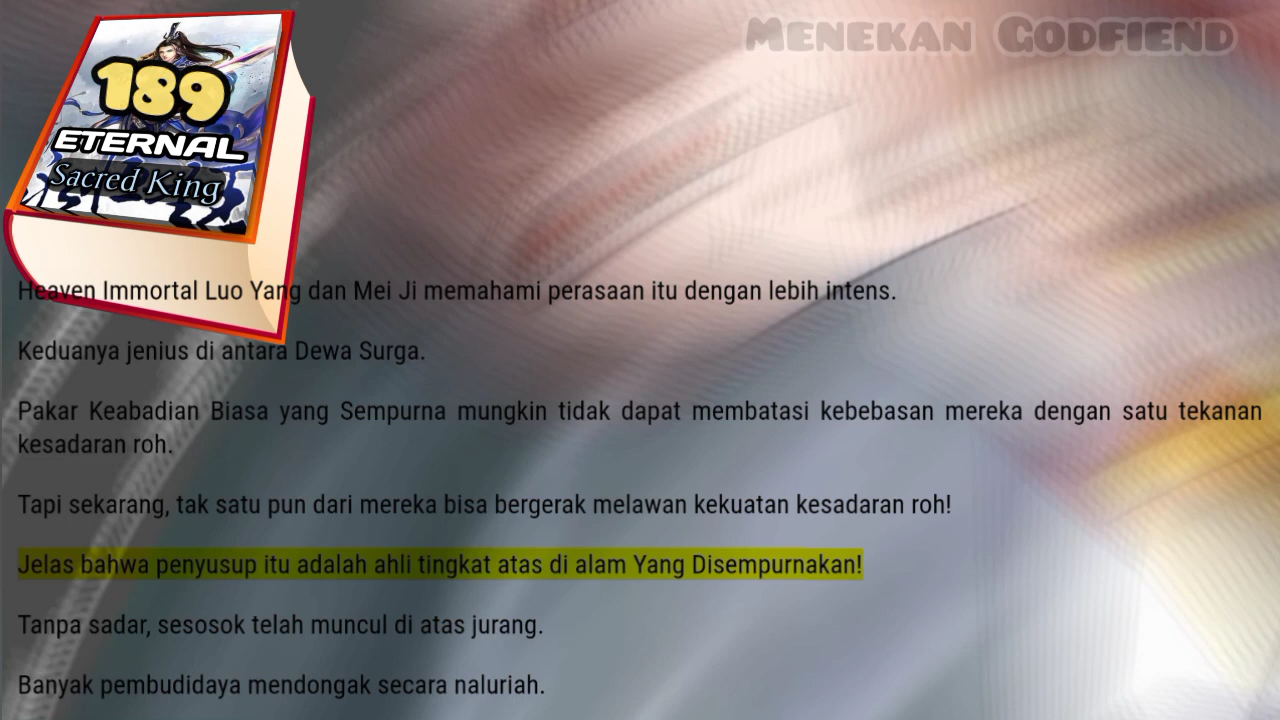 Menekan Godfiend
189
ETERNAL
Sacred King
Heaven Immortal Luo Yang dan Mei Ji memahami perasaan itu dengan lebih intens.
Keduanya jenius di antara Dewa Surga.
Pakar Keabadian Biasa yang Sempurna mungkin tidak dapat membatasi kebebasan mereka dengan satu tekanan
kesadaran roh.
Tapi sekarang, tak satu pun dari mereka bisa bergerak melawan kekuatan kesadaran roh!
Jelas bahwa penyusup itu adalah ahli tingkat atas di alam Yang Disempurnakan!
Tanpa sadar, sesosok telah muncul di atas jurang.
Banyak pembudidaya mendongak secara naluriah.